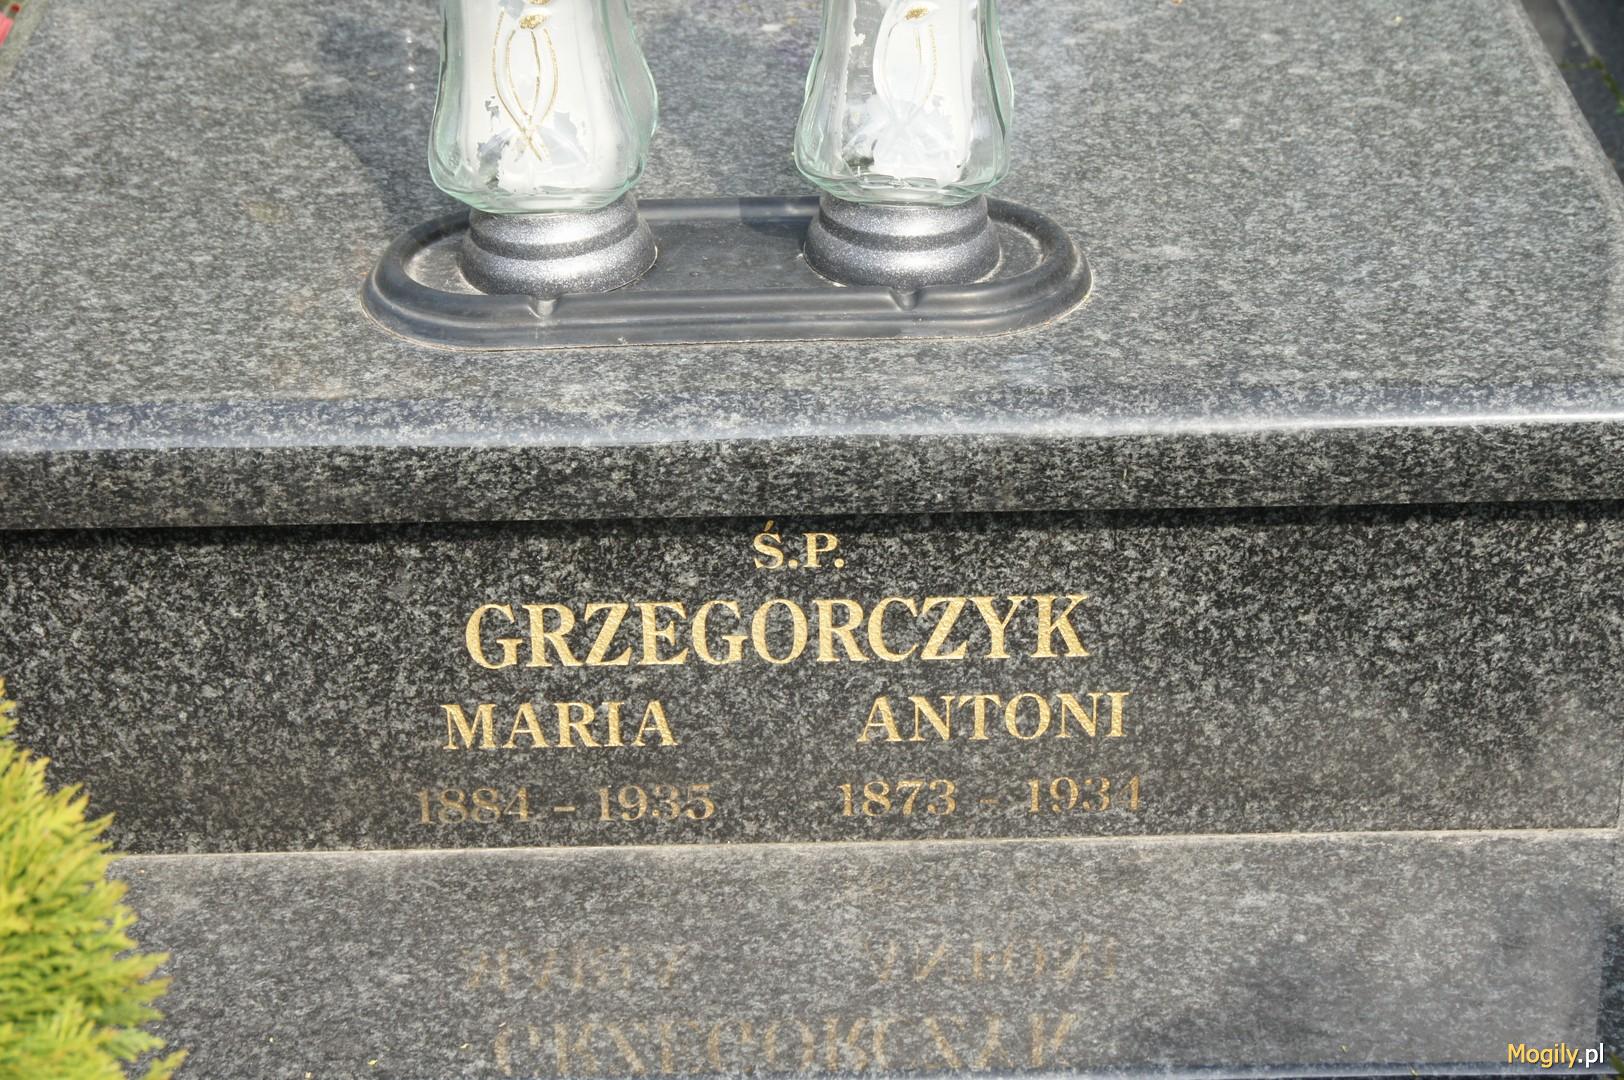 Ś.P.
GRZEGORCZYK
MARIA ANTONI
1884 - 1935 1873 - 1934
Mogily.pl